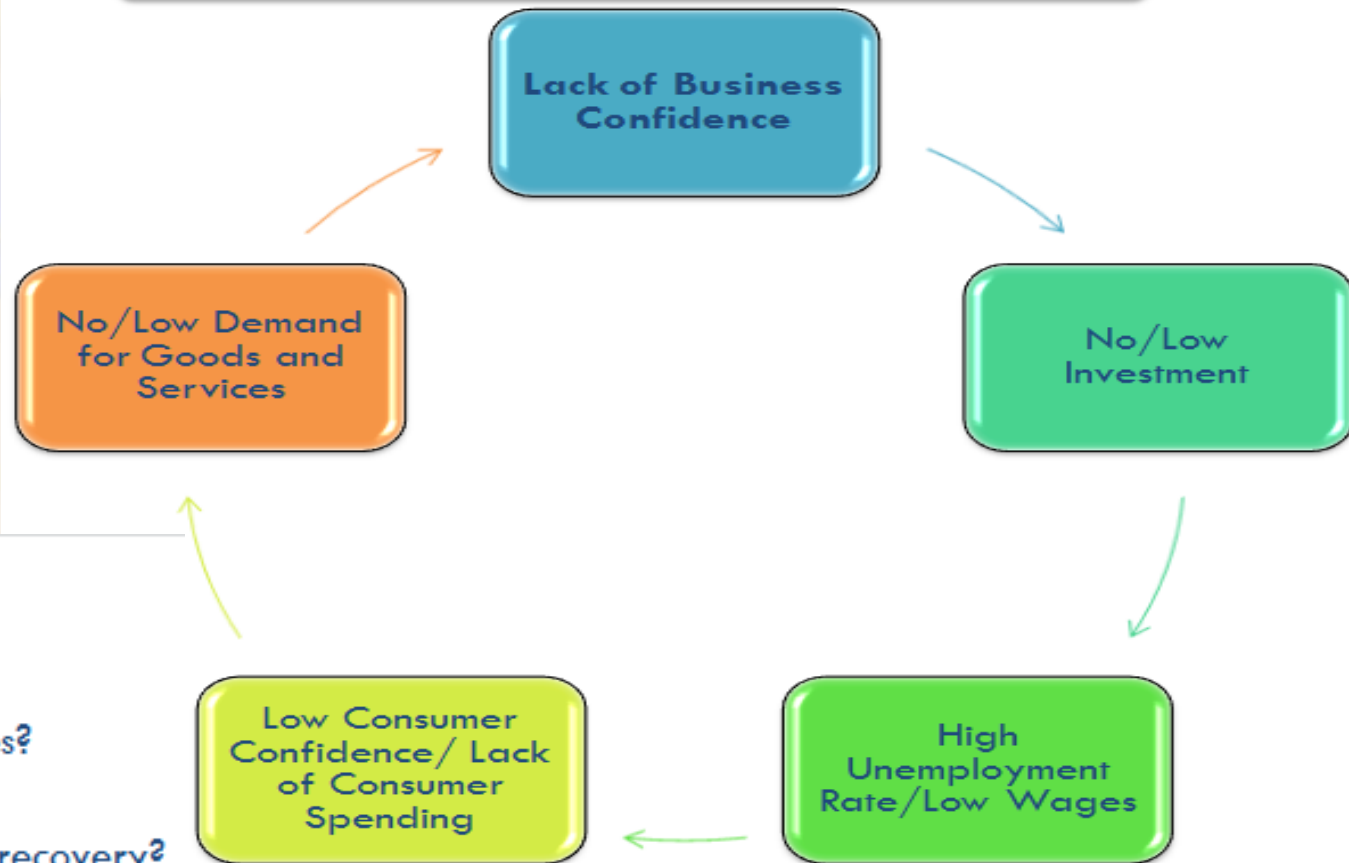 Lack of Business
Confidence
No/Low Demand
for Goods and
Services
No/Low
Investment
Low Consumer
Confidence/ Lack
of Consumer
Spending
High
Unemployment
Rate/Low Wages
s?
recovery?